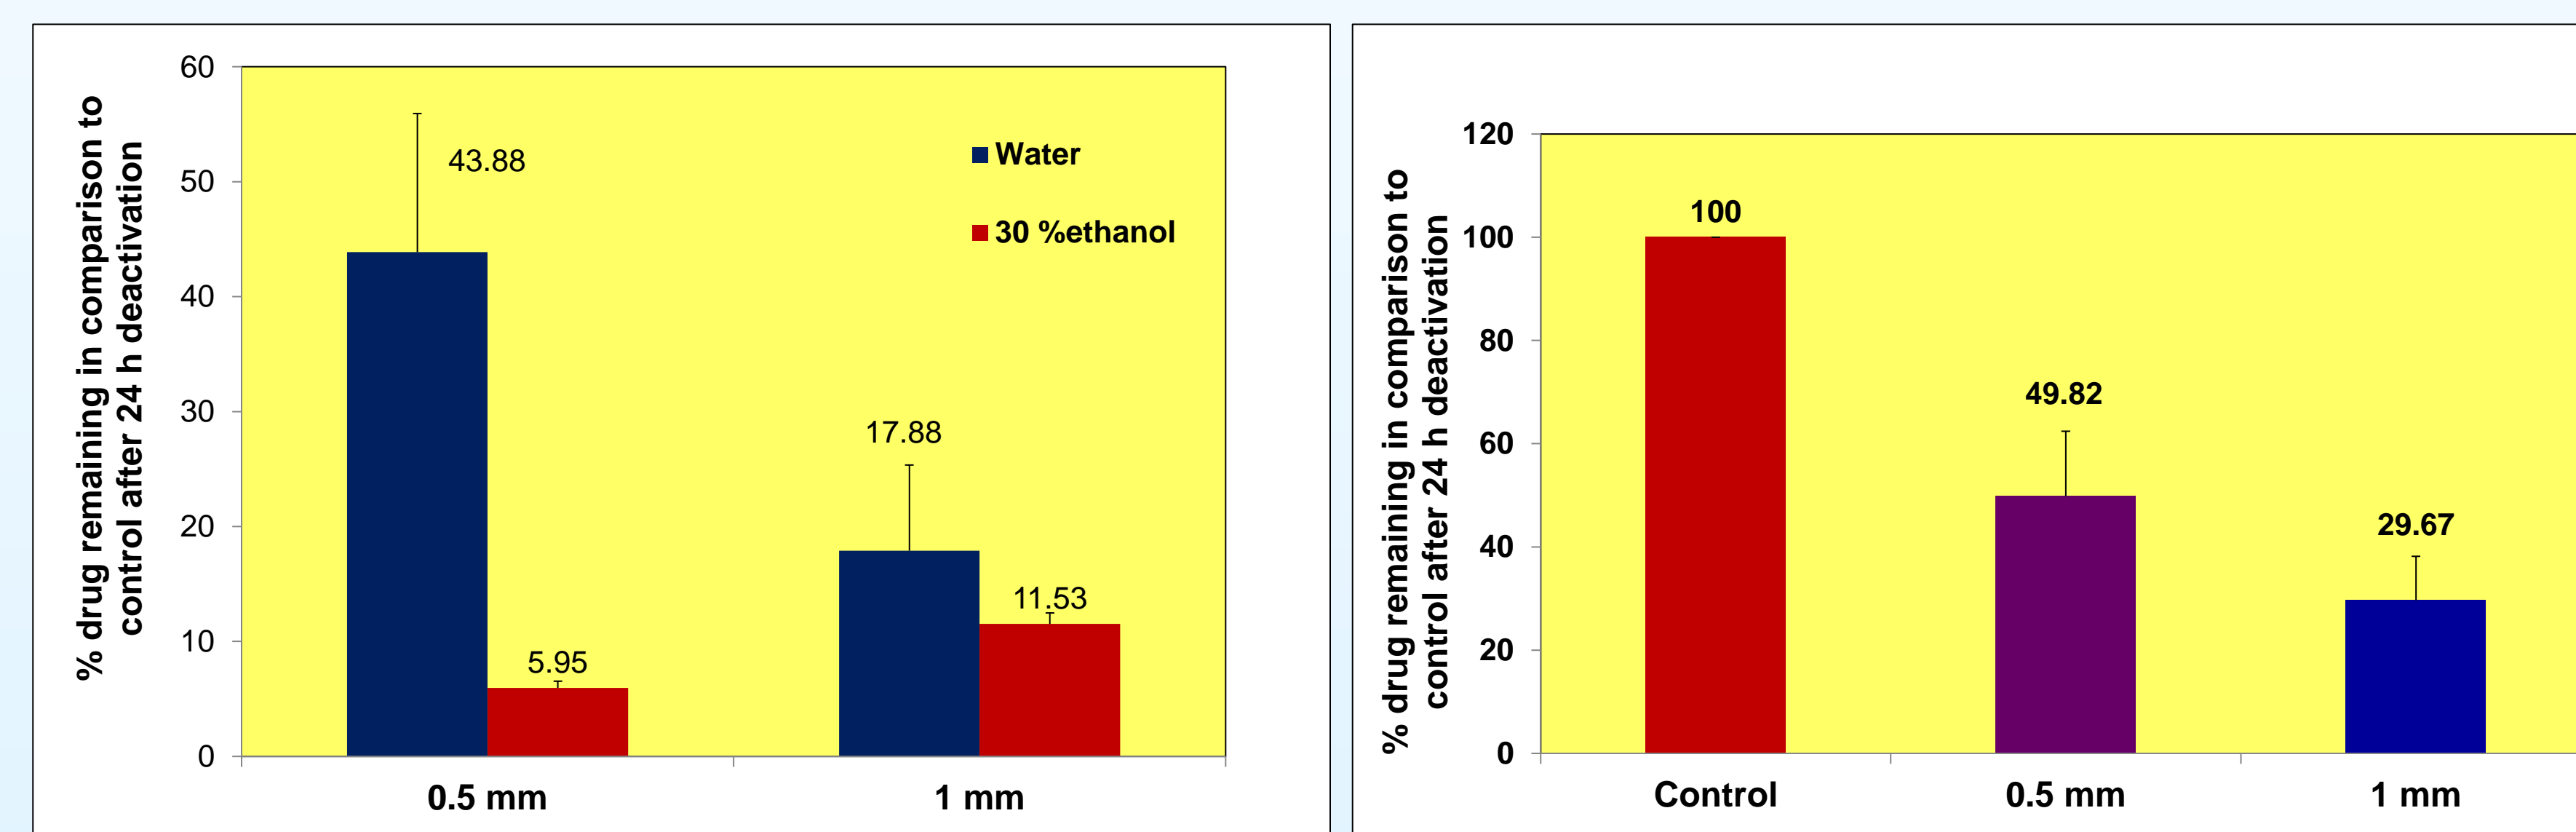 % drug remaining in comparison to
control after 24 h deactivation
60
50
40
30
20
10
0
43.88
5.95
17.88
11.53
Water
30 %ethanol
0.5 mm
1 mm
% drug remaining in comparison to
control after 24 h deactivation
120
100
80
60
40
20
0
100
49.82
29.67
Control
0.5 mm
1 mm